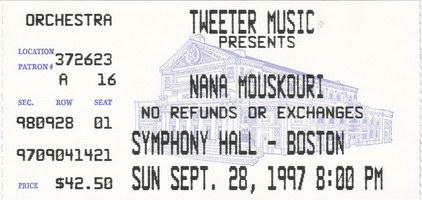 ORCHESTRA
LOCATION
PATRON# 372623
A 16
SEC. ROW SEAT
980928 01
9709041421
PRICE $42.50
TWEETER MUSIC
PRESENTS
NANA MOUSKOURI
NO REFUNDS OR EXCHANGES
SYMPHONY HALL - BOSTON
SUN SEPT. 28, 1997 8:00 PM